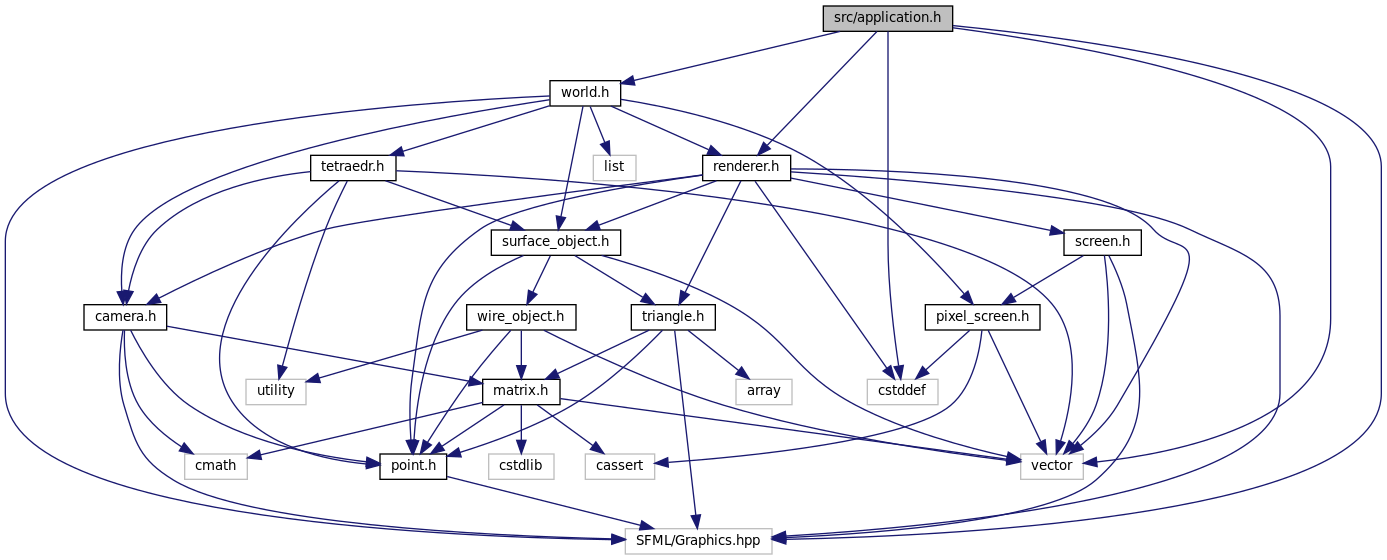 src/application.h
world.h
tetraedr.h
list
renderer.h
surface_object.h
screen.h
camera.h
wire_object.h
triangle.h
pixel_screen.h
utility
matrix.h
array
cstddef
cmath
point.h
cstdlib
cassert
vector
SFML/Graphics.hpp